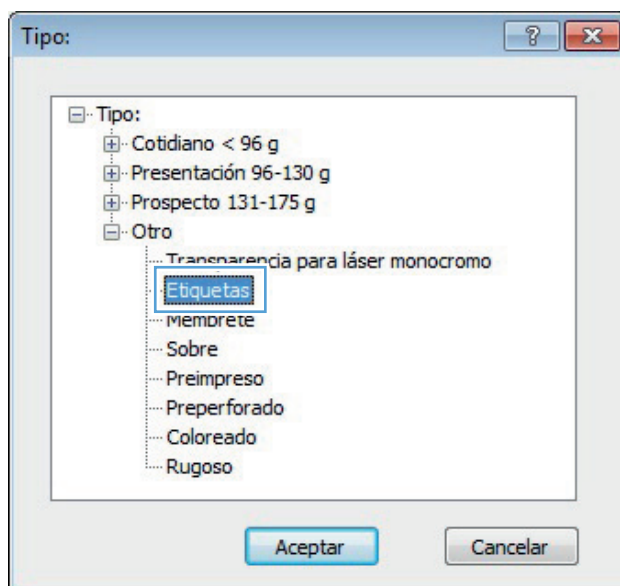 Tipo:
Tipo:
Cotidiano < 96 g
Presentación 96-130 g
Prospecto 131-175 g
Otro
Transparencia para láser monocromo
Etiquetas
Membrete
Sobre
Preimpreso
Preperforado
Coloreado
Rugoso
Aceptar Cancelar